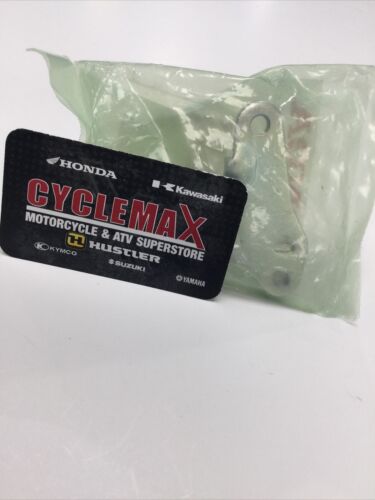 HONDA
Kawasaki
CYCLEMAX
MOTORCYCLE & ATV SUPERSTORE
KYMCO HUSTLER
SUZUKI
YAMAHA